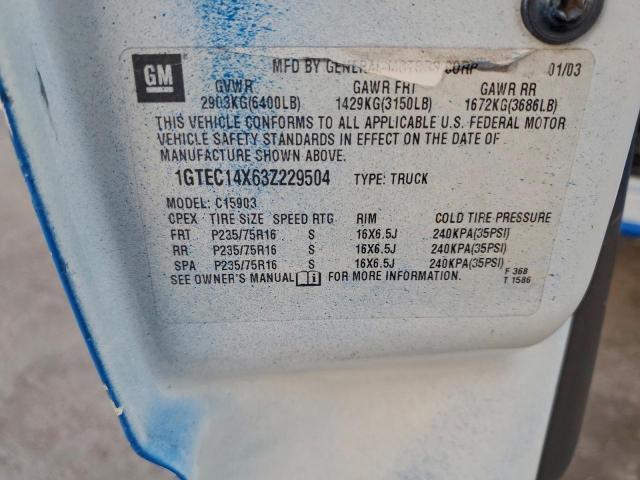 GM
MFD BY GENERAL MOTORS CORP 01/03
GVWR GAWR FRT GAWR RR
2903KG(6400LB) 1429KG(3150LB) 1672KG(3686LB)
THIS VEHICLE CONFORMS TO ALL APPLICABLE U.S. FEDERAL MOTOR
VEHICLE SAFETY STANDARDS IN EFFECT ON THE DATE OF
MANUFACTURE SHOWN ABOVE.
1GTEC14X63Z229504 TYPE: TRUCK
MODEL: C15903
CPEX TIRE SIZE SPEED RTG RIM COLD TIRE PRESSURE
FRT P235/75R16 S 16X6.5J 240KPA(35PSI)
RR P235/75R16 S 16X6.5J 240KPA(35PSI)
SPA P235/75R16 S 16X6.5J 240KPA(35PSI)
SEE OWNER'S MANUAL FOR MORE INFORMATION.
F 368
T 1586